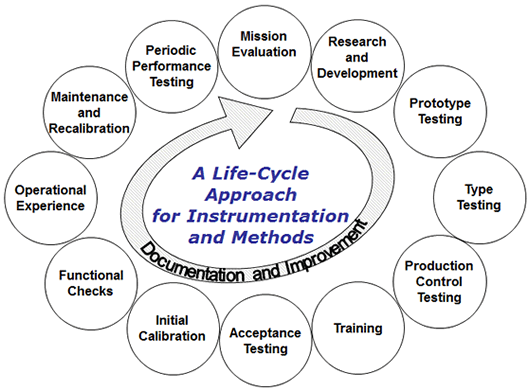 Mission
Evaluation
Research
and
Development
Prototype
Testing
Type
Testing
Production
Control
Testing
Training
Acceptance
Testing
Initial
Calibration
Functional
Checks
Operational
Experience
Maintenance
and
Recalibration
Periodic
Performance
Testing
A Life-Cycle
Approach
for Instrumentation
and Methods
Documentation and Improvement